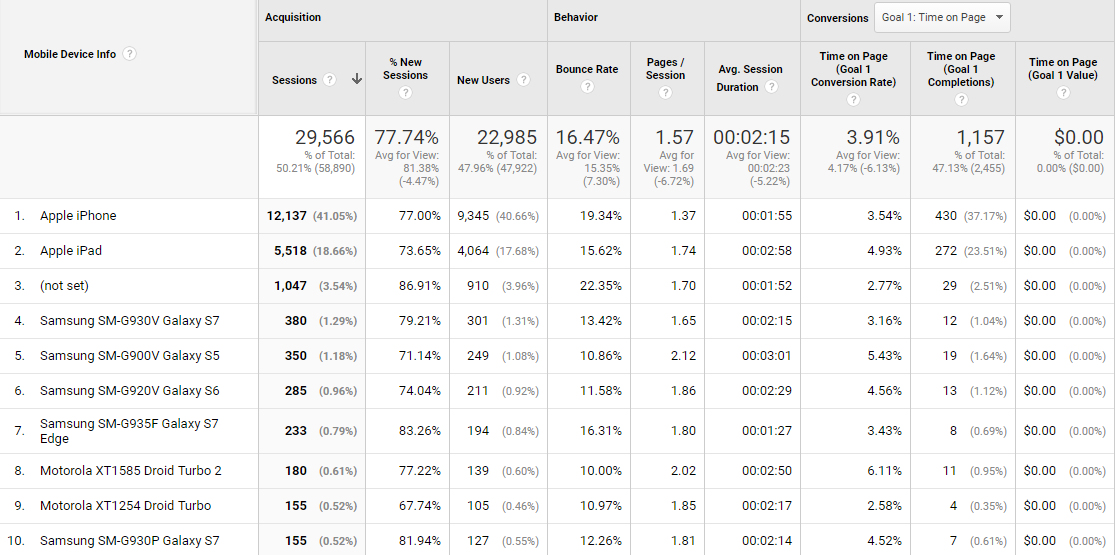 Acquisition Behavior Conversions Goal 1: Time on Page
Mobile Device Info ?
Sessions ? % New Sessions ? New Users ? Bounce Rate ? Pages / Session ? Avg. Session Duration ? Time on Page (Goal 1 Conversion Rate) ? Time on Page (Goal 1 Completions) ? Time on Page (Goal 1 Value) ?
29,566 77.74% 22,985 16.47% 1.57 00:02:15 3.91% 1,157 $0.00
% of Total: 50.21% (58,890) Avg for View: 81.38% (-4.47%) % of Total: 47.96% (47,922) Avg for View: 15.35% (7.30%) Avg for View: 1.69 (-6.72%) Avg for View: 00:02:23 (-5.22%) Avg for View: 4.17% (-6.13%) % of Total: 47.13% (2,455) % of Total: 0.00% ($0.00)
1. Apple iPhone 12,137 (41.05%) 77.00% 9,345 (40.66%) 19.34% 1.37 00:01:55 3.54% 430 (37.17%) $0.00 (0.00%)
2. Apple iPad 5,518 (18.66%) 73.65% 4,064 (17.68%) 15.62% 1.74 00:02:58 4.93% 272 (23.51%) $0.00 (0.00%)
3. (not set) 1,047 (3.54%) 86.91% 910 (3.96%) 22.35% 1.70 00:01:52 2.77% 29 (2.51%) $0.00 (0.00%)
4. Samsung SM-G930V Galaxy S7 380 (1.29%) 79.21% 301 (1.31%) 13.42% 1.65 00:02:15 3.16% 12 (1.04%) $0.00 (0.00%)
5. Samsung SM-G900V Galaxy S5 350 (1.18%) 71.14% 249 (1.08%) 10.86% 2.12 00:03:01 5.43% 19 (1.64%) $0.00 (0.00%)
6. Samsung SM-G920V Galaxy S6 285 (0.96%) 74.04% 211 (0.92%) 11.58% 1.86 00:02:29 4.56% 13 (1.12%) $0.00 (0.00%)
7. Samsung SM-G935F Galaxy S7 Edge 233 (0.79%) 83.26% 194 (0.84%) 16.31% 1.80 00:01:27 3.43% 8 (0.69%) $0.00 (0.00%)
8. Motorola XT1585 Droid Turbo 2 180 (0.61%) 77.22% 139 (0.60%) 10.00% 2.02 00:02:50 6.11% 11 (0.95%) $0.00 (0.00%)
9. Motorola XT1254 Droid Turbo 155 (0.52%) 67.74% 105 (0.46%) 10.97% 1.85 00:02:17 2.58% 4 (0.35%) $0.00 (0.00%)
10. Samsung SM-G930P Galaxy S7 155 (0.52%) 81.94% 127 (0.55%) 12.26% 1.81 00:02:14 4.52% 7 (0.61%) $0.00 (0.00%)